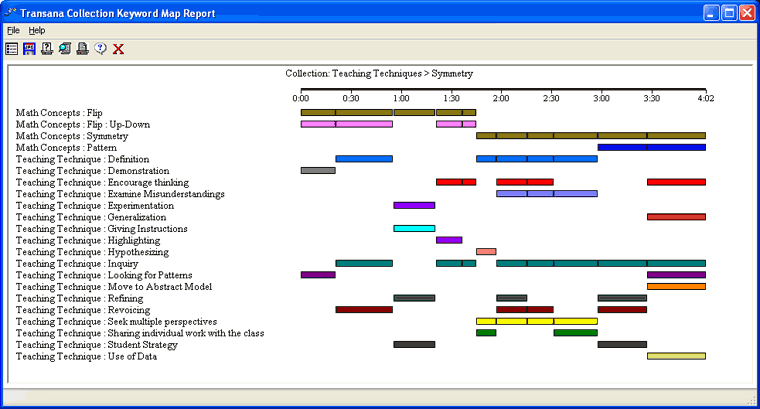 Transana Collection Keyword Map Report
File Help
Collection: Teaching Techniques > Symmetry
0:00 0:30 1:00 1:30 2:00 2:30 3:00 3:30 4:02
Math Concepts : Flip
Math Concepts : Flip : Up-Down
Math Concepts : Symmetry
Math Concepts : Pattern
Teaching Technique : Definition
Teaching Technique : Demonstration
Teaching Technique : Encourage thinking
Teaching Technique : Examine Misunderstandings
Teaching Technique : Experimentation
Teaching Technique : Generalization
Teaching Technique : Giving Instructions
Teaching Technique : Highlighting
Teaching Technique : Hypothesizing
Teaching Technique : Inquiry
Teaching Technique : Looking for Patterns
Teaching Technique : Move to Abstract Model
Teaching Technique : Refining
Teaching Technique : Revoicing
Teaching Technique : Seek multiple perspectives
Teaching Technique : Sharing individual work with the class
Teaching Technique : Student Strategy
Teaching Technique : Use of Data